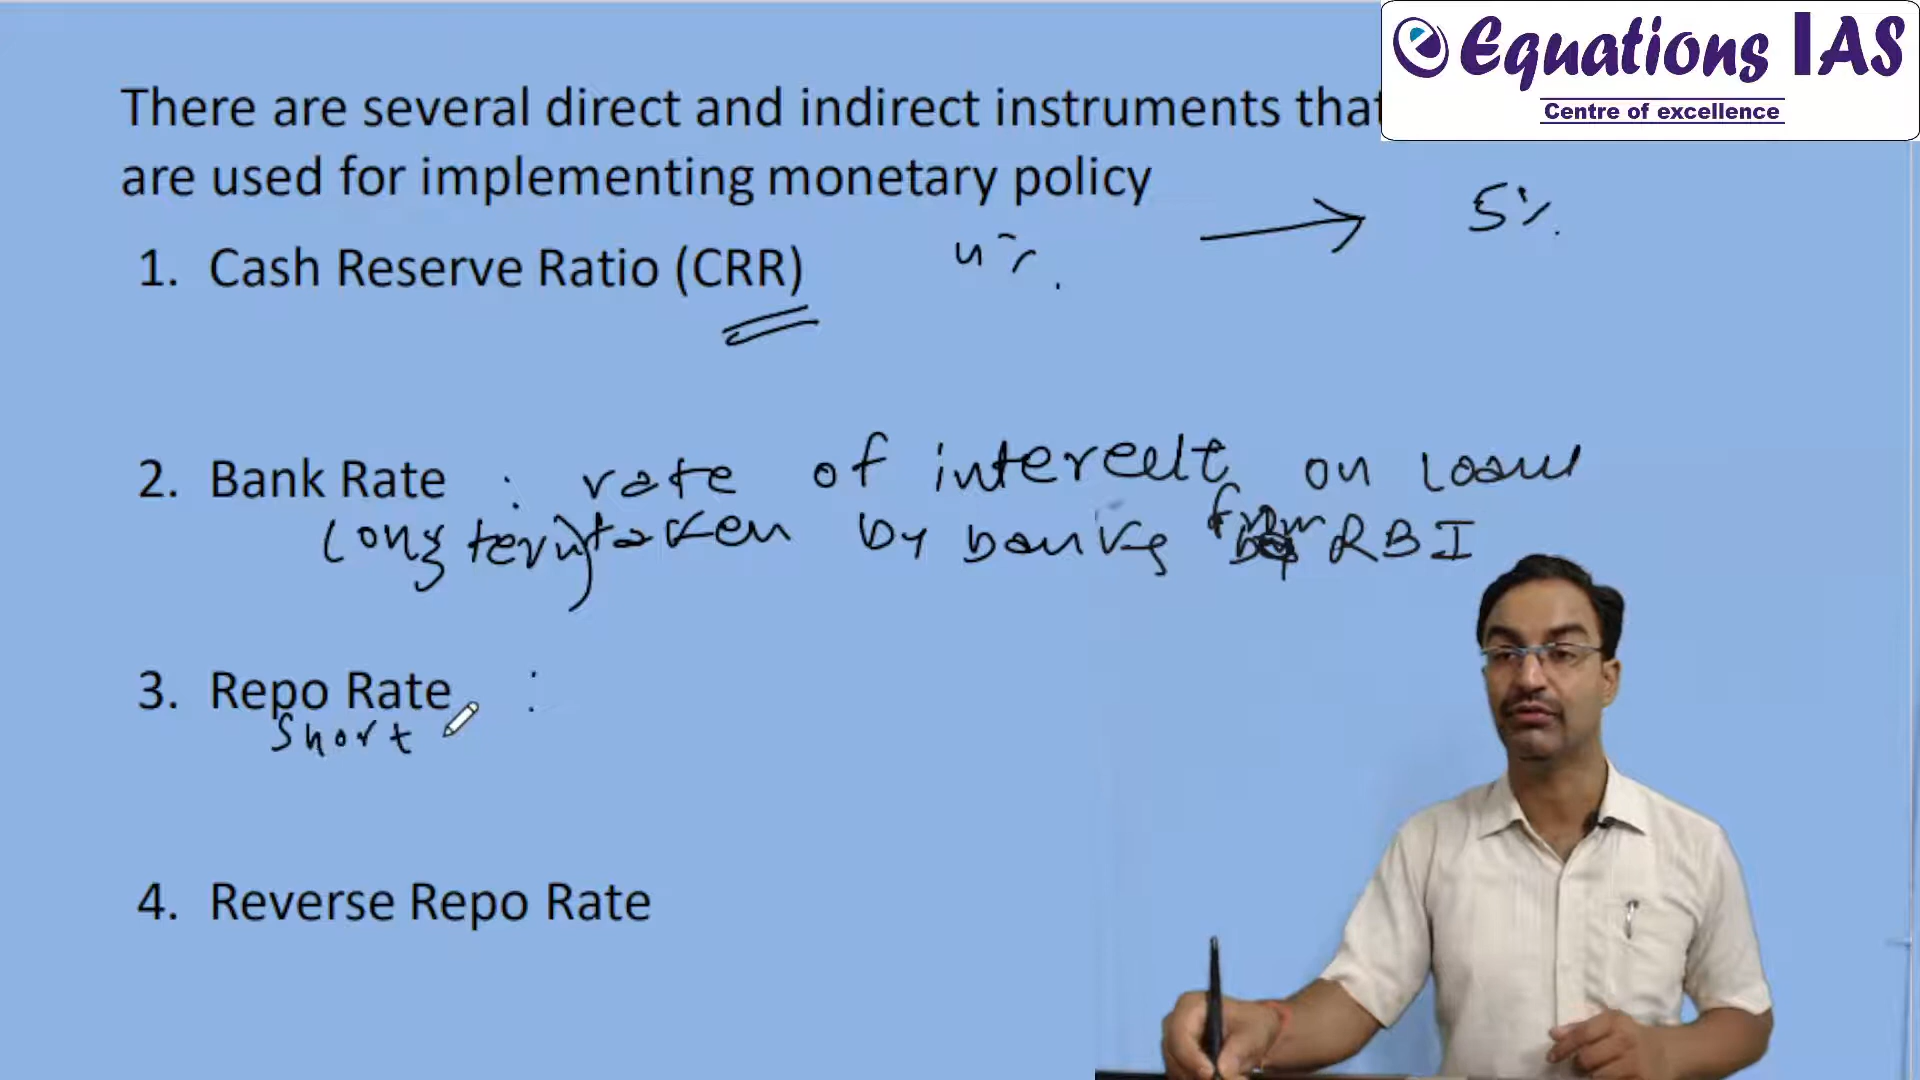 Equations IAS
Centre of excellence
There are several direct and indirect instruments that
are used for implementing monetary policy
5%.
1. Cash Reserve Ratio (CRR) 4%.
2. Bank Rate : rate of interest on loans
(long term) taken by banks from RBI
3. Repo Rate :
Short
4. Reverse Repo Rate